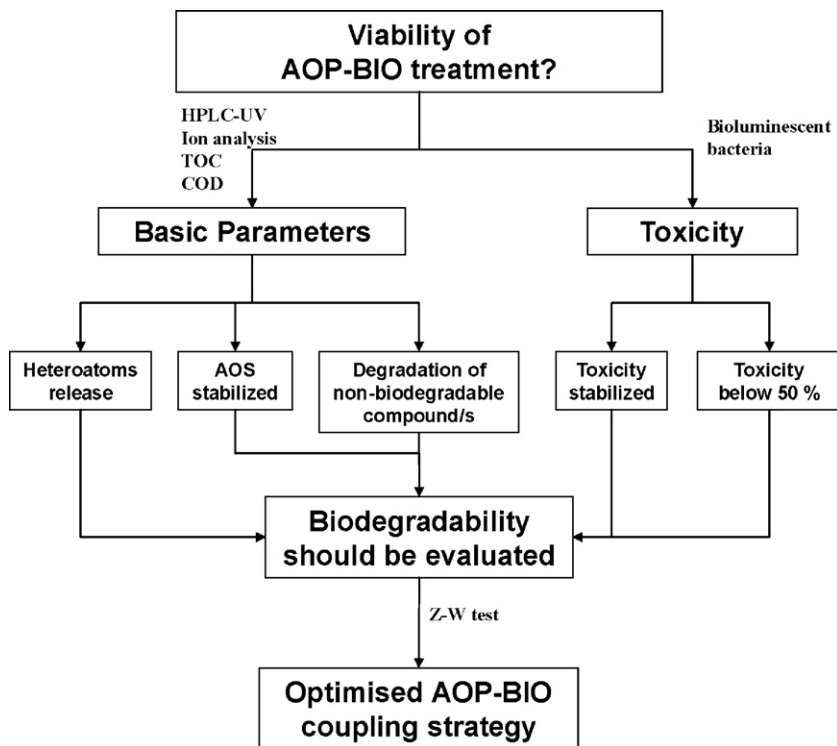 Viability of
AOP-BIO treatment?
HPLC-UV
Ion analysis
TOC
COD
Bioluminescent
bacteria
Basic Parameters
Toxicity
Heteroatoms
release
AOS
stabilized
Degradation of
non-biodegradable
compound/s
Toxicity
stabilized
Toxicity
below 50 %
Biodegradability
should be evaluated
Z-W test
Optimised AOP-BIO
coupling strategy